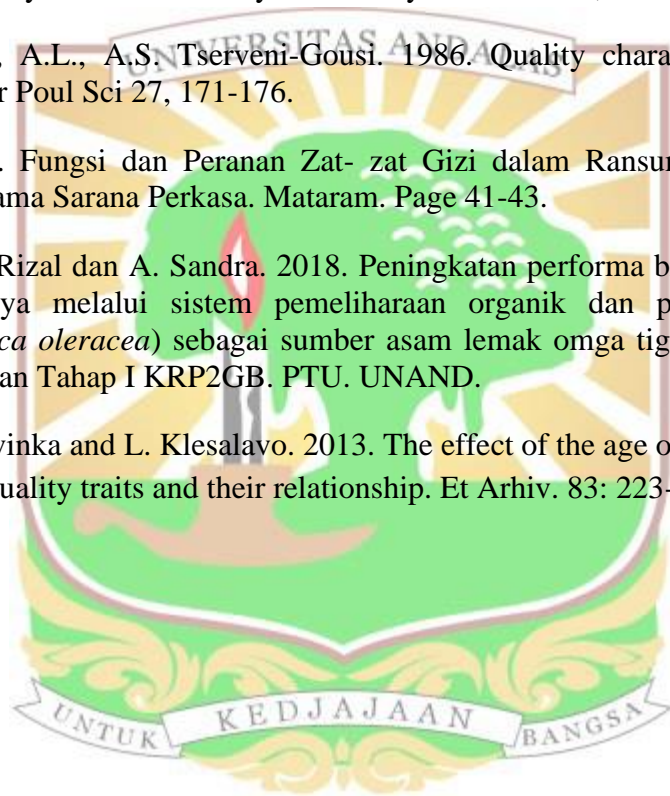 UNIVERSITAS ANDALAS
, A.L., A.S. Tserveni-Gousi. 1986. Quality chara
r Poul Sci 27, 171-176.
. Fungsi dan Peranan Zat- zat Gizi dalam Ransu
ama Sarana Perkasa. Mataram. Page 41-43.
Rizal dan A. Sandra. 2018. Peningkatan performa b
ya melalui sistem pemeliharaan organik dan p
ca oleracea) sebagai sumber asam lemak omga tig
an Tahap I KRP2GB. PTU. UNAND.
vinka and L. Klesalavo. 2013. The effect of the age o
uality traits and their relationship. Et Arhiv. 83: 223-
UNTUK KEDJAJAAN BANGSA